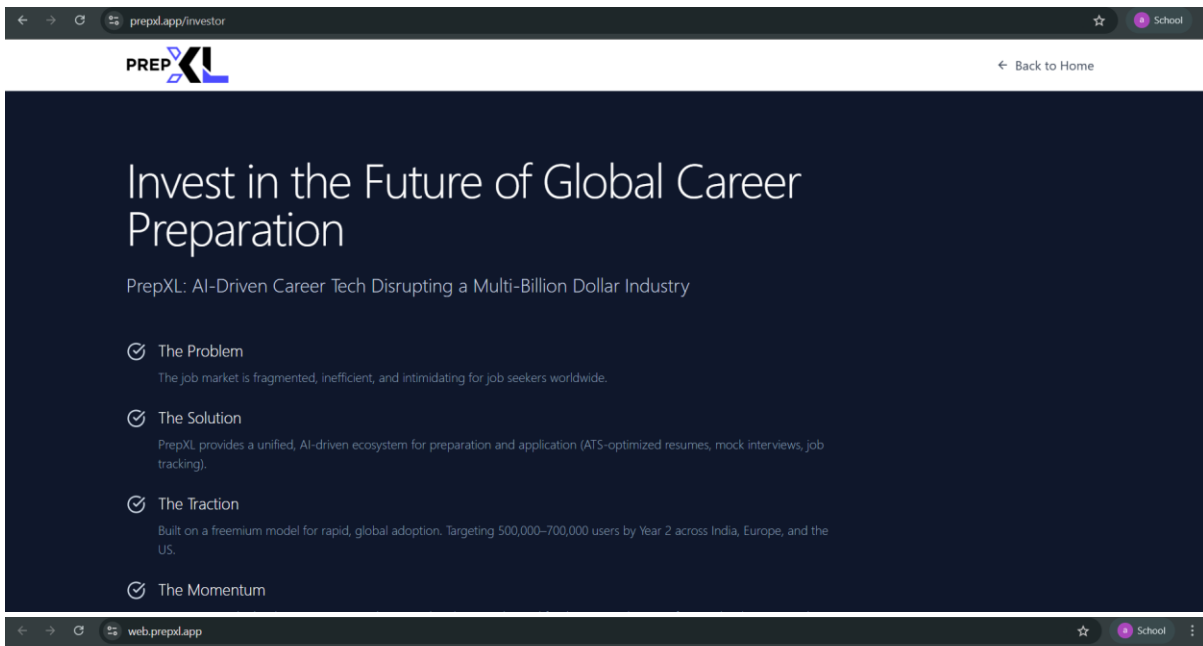 prepxl.app/investor
a School
PREP XL
← Back to Home
Invest in the Future of Global Career
Preparation
PrepXL: AI-Driven Career Tech Disrupting a Multi-Billion Dollar Industry
The Problem
The job market is fragmented, inefficient, and intimidating for job seekers worldwide.
The Solution
PrepXL provides a unified, AI-driven ecosystem for preparation and application (ATS-optimized resumes, mock interviews, job
tracking).
The Traction
Built on a freemium model for rapid, global adoption. Targeting 500,000–700,000 users by Year 2 across India, Europe, and the
US.
The Momentum
web.prepxl.app
a School